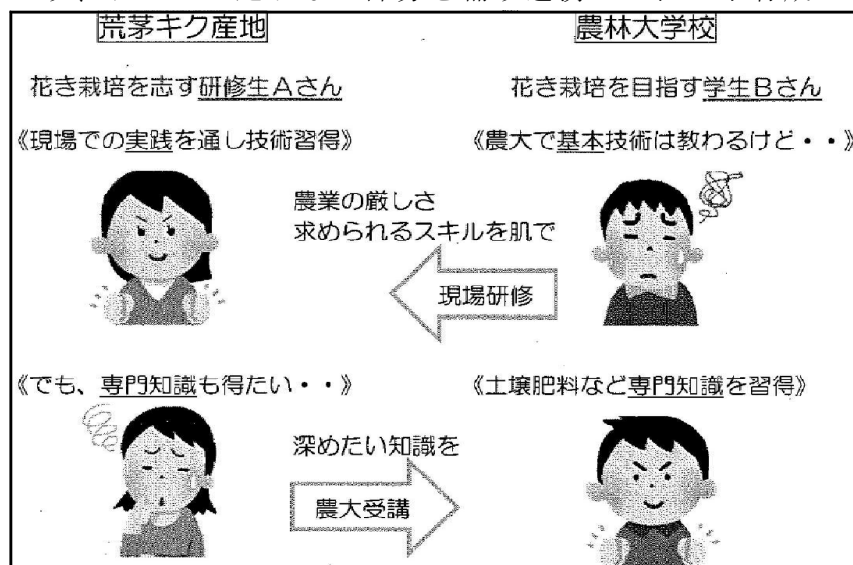 荒茅キク産地
農林大学校
花き栽培を志す研修生Aさん
花き栽培を目指す学生Bさん
《現場での実践を通し技術習得》
《農大で基本技術は教わるけど・・》
農業の厳しさ
求められるスキルを肌で
現場研修
《でも、専門知識も得たい・・》
《土壌肥料など専門知識を習得》
深めたい知識を
農大受講